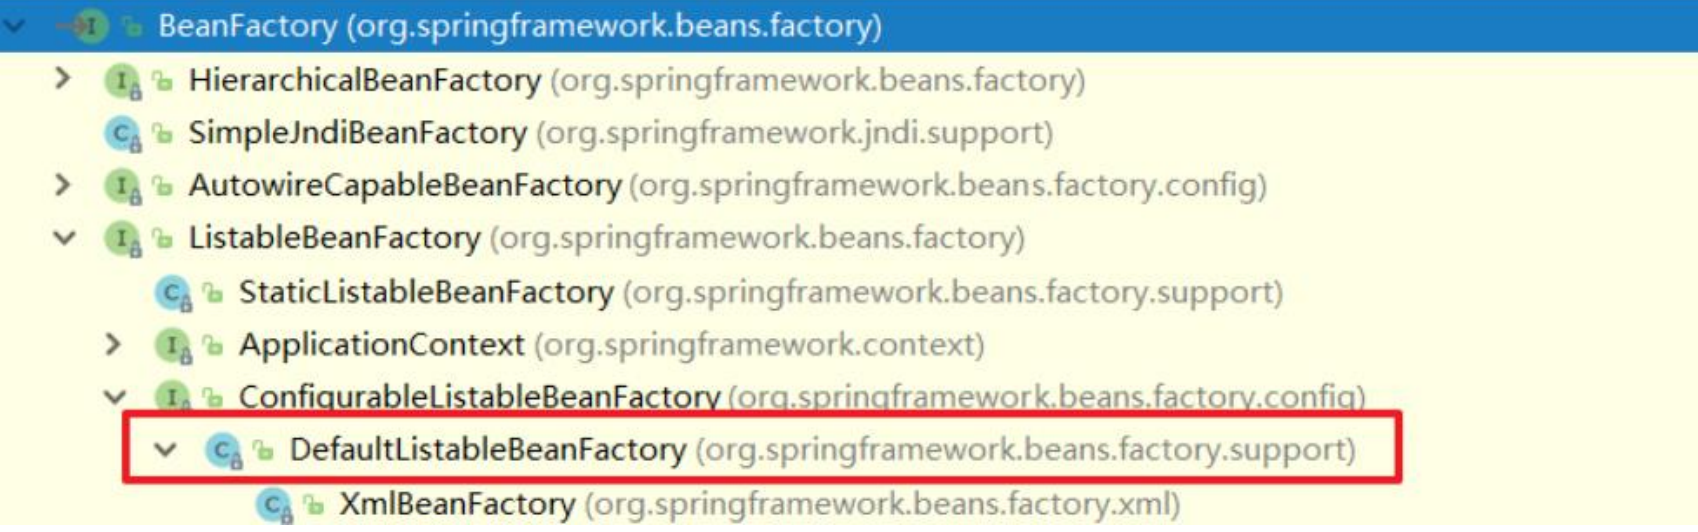 BeanFactory (org.springframework.beans.factory)
HierarchicalBeanFactory (org.springframework.beans.factory)
SimpleJndiBeanFactory (org.springframework.jndi.support)
AutowireCapableBeanFactory (org.springframework.beans.factory.config)
ListableBeanFactory (org.springframework.beans.factory)
StaticListableBeanFactory (org.springframework.beans.factory.support)
ApplicationContext (org.springframework.context)
ConfigurableListableBeanFactory (org.springframework.beans.factory.config)
DefaultListableBeanFactory (org.springframework.beans.factory.support)
XmlBeanFactory (org.springframework.beans.factory.xml)